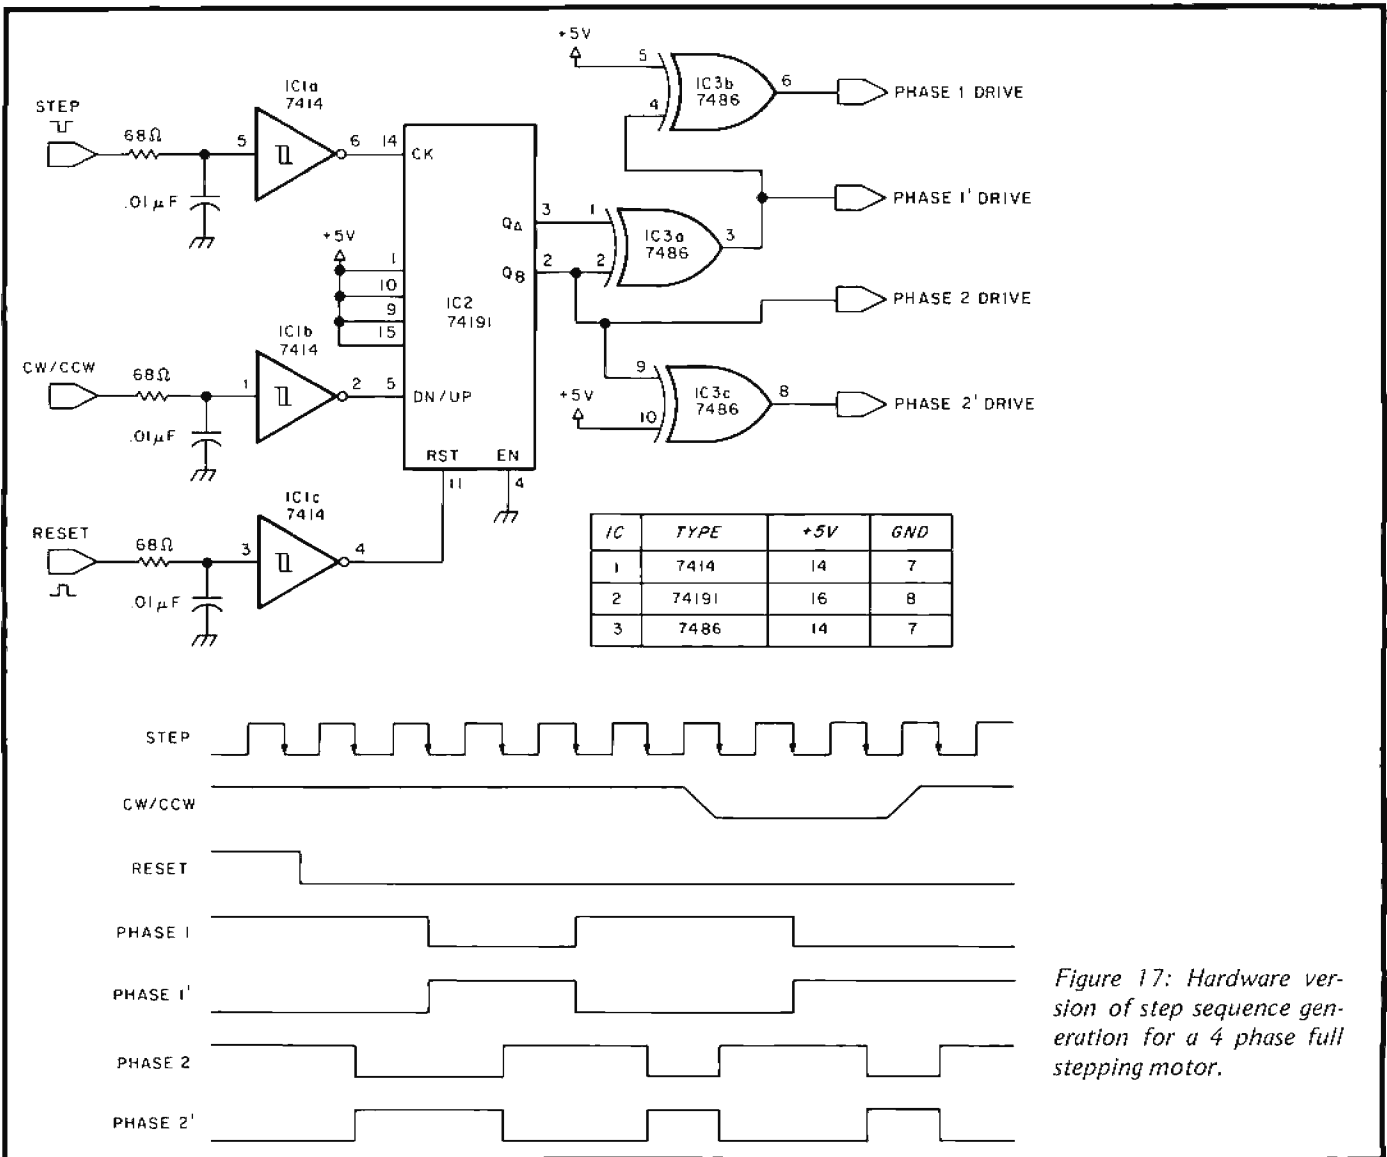 +5V
STEP
68Ω
.01µF
5
IC1a
7414
6
14
CK
5
4
IC3b
7486
6
PHASE 1 DRIVE
PHASE 1' DRIVE
QA
3
1
IC3a
7486
3
QB
2
2
+5V
1
10
9
15
IC2
74191
PHASE 2 DRIVE
CW/CCW
68Ω
.01µF
1
IC1b
7414
2
5
DN/UP
9
+5V
10
IC3c
7486
8
PHASE 2' DRIVE
RST
EN
11
4
RESET
68Ω
.01µF
3
IC1c
7414
4
IC TYPE +5V GND
1 7414 14 7
2 74191 16 8
3 7486 14 7
STEP
CW/CCW
RESET
PHASE 1
PHASE 1'
PHASE 2
PHASE 2'
Figure 17: Hardware ver-
sion of step sequence gen-
eration for a 4 phase full
stepping motor.